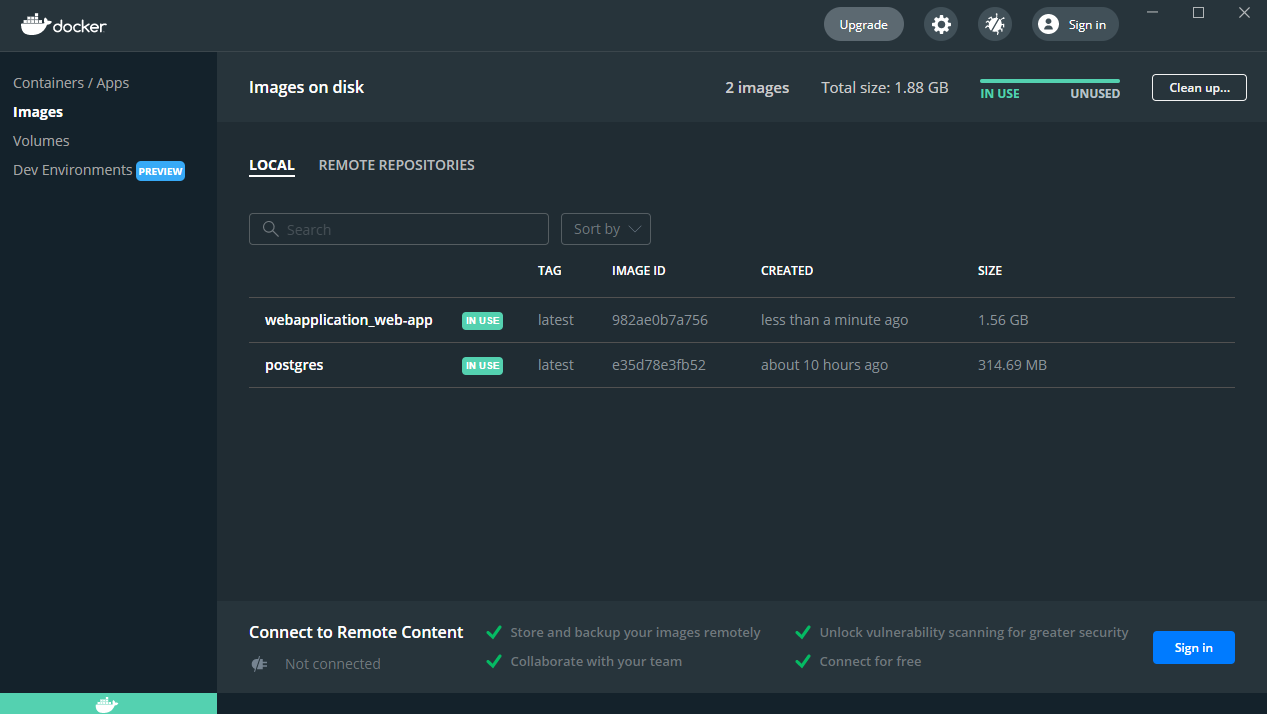 docker
Upgrade
Sign in
Containers / Apps
Images
Volumes
Dev Environments PREVIEW
Images on disk
2 images
Total size: 1.88 GB
IN USE
UNUSED
Clean up...
LOCAL
REMOTE REPOSITORIES
Search
Sort by
TAG IMAGE ID CREATED SIZE
webapplication_web-app IN USE latest 982ae0b7a756 less than a minute ago 1.56 GB
postgres IN USE latest e35d78e3fb52 about 10 hours ago 314.69 MB
Connect to Remote Content
Not connected
Store and backup your images remotely
Collaborate with your team
Unlock vulnerability scanning for greater security
Connect for free
Sign in